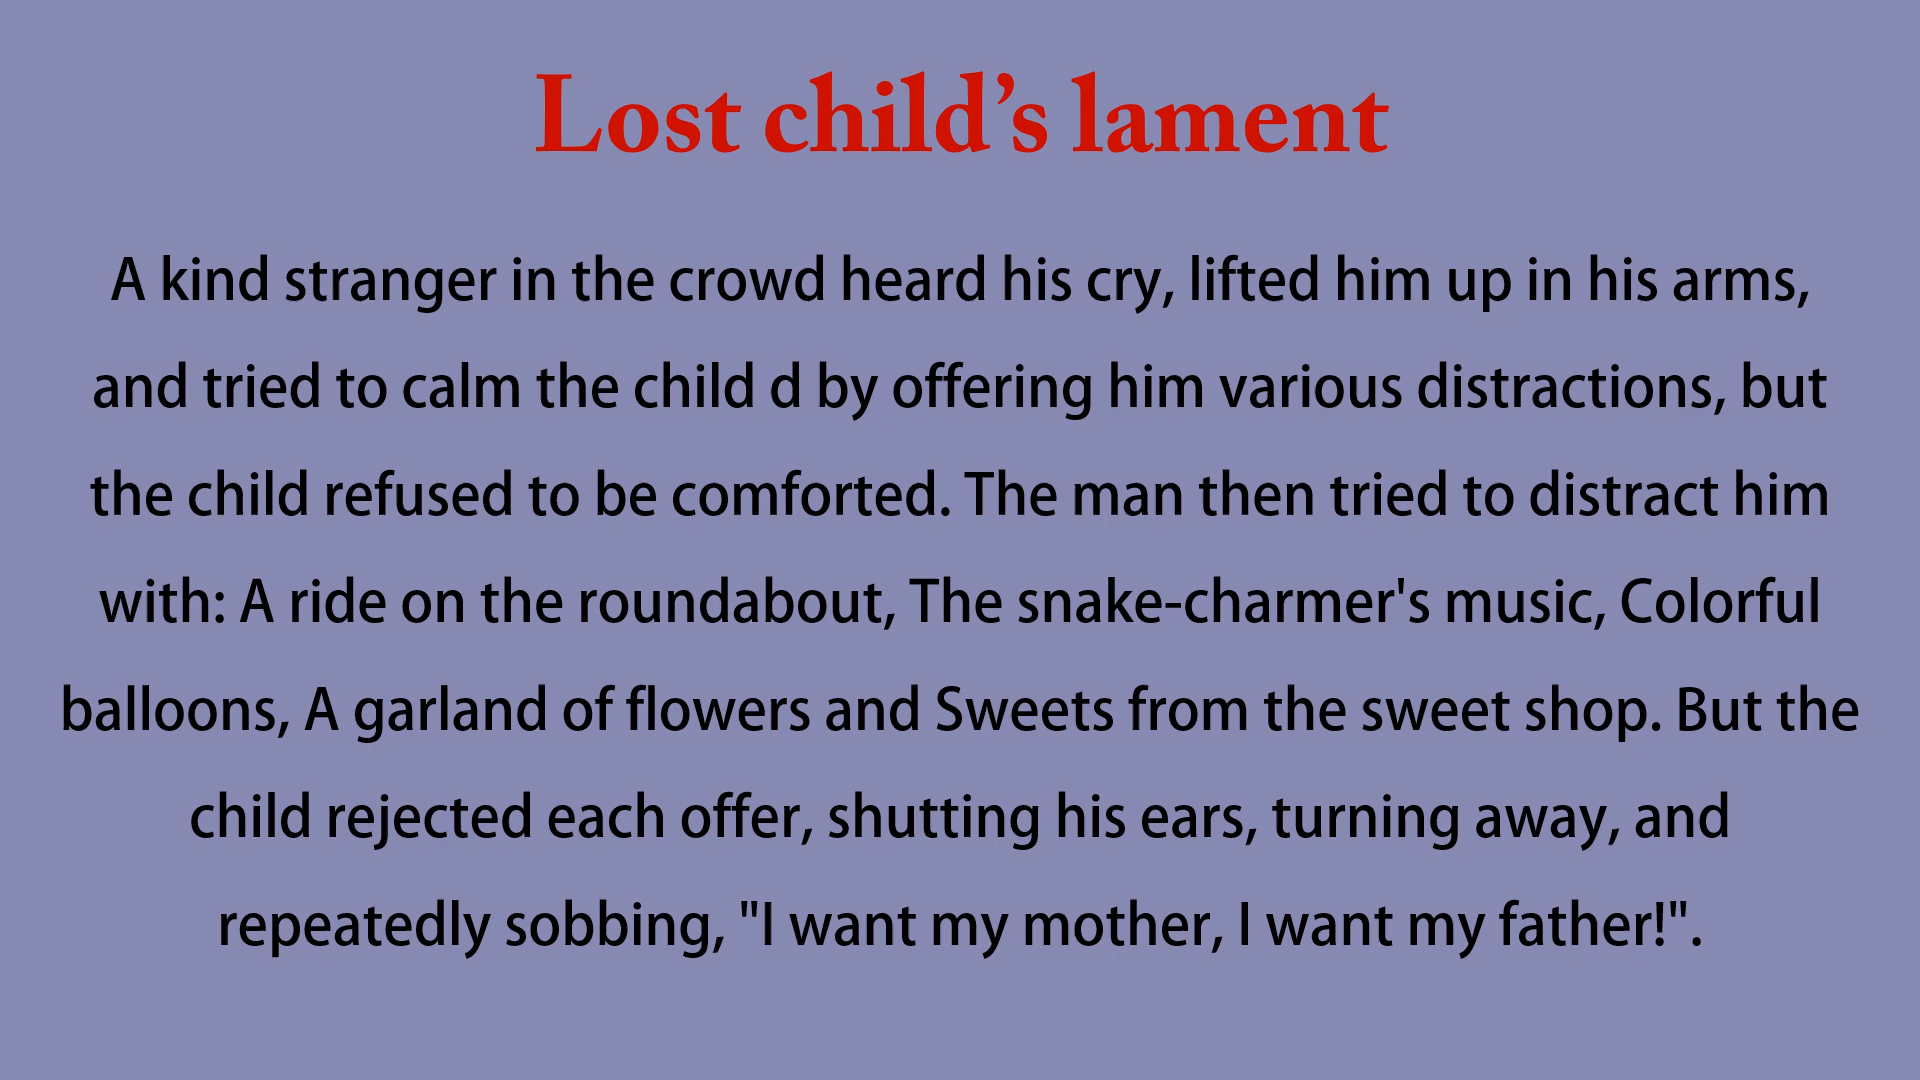 Lost child’s lament
A kind stranger in the crowd heard his cry, lifted him up in his arms,
and tried to calm the child d by offering him various distractions, but
the child refused to be comforted. The man then tried to distract him
with: A ride on the roundabout, The snake-charmer's music, Colorful
balloons, A garland of flowers and Sweets from the sweet shop. But the
child rejected each offer, shutting his ears, turning away, and
repeatedly sobbing, "I want my mother, I want my father!".